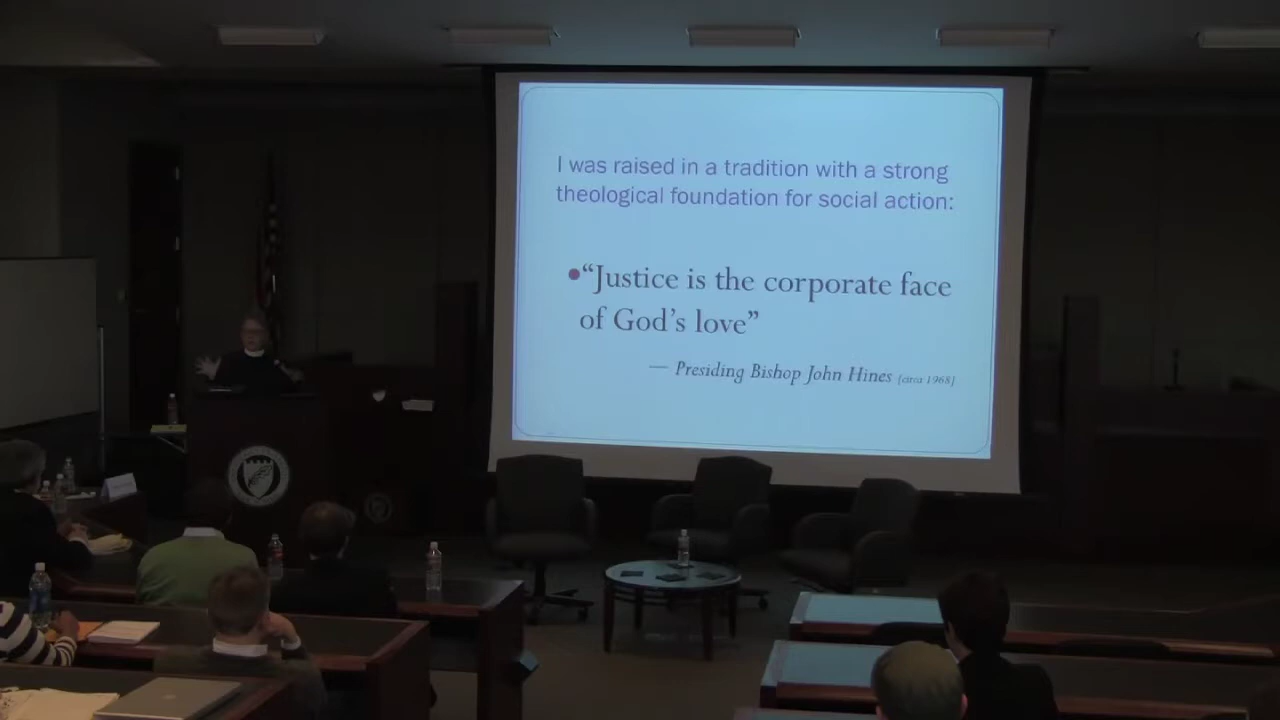 I was raised in a tradition with a strong
theological foundation for social action:
•“Justice is the corporate face
of God’s love”
— Presiding Bishop John Hines [circa 1968]